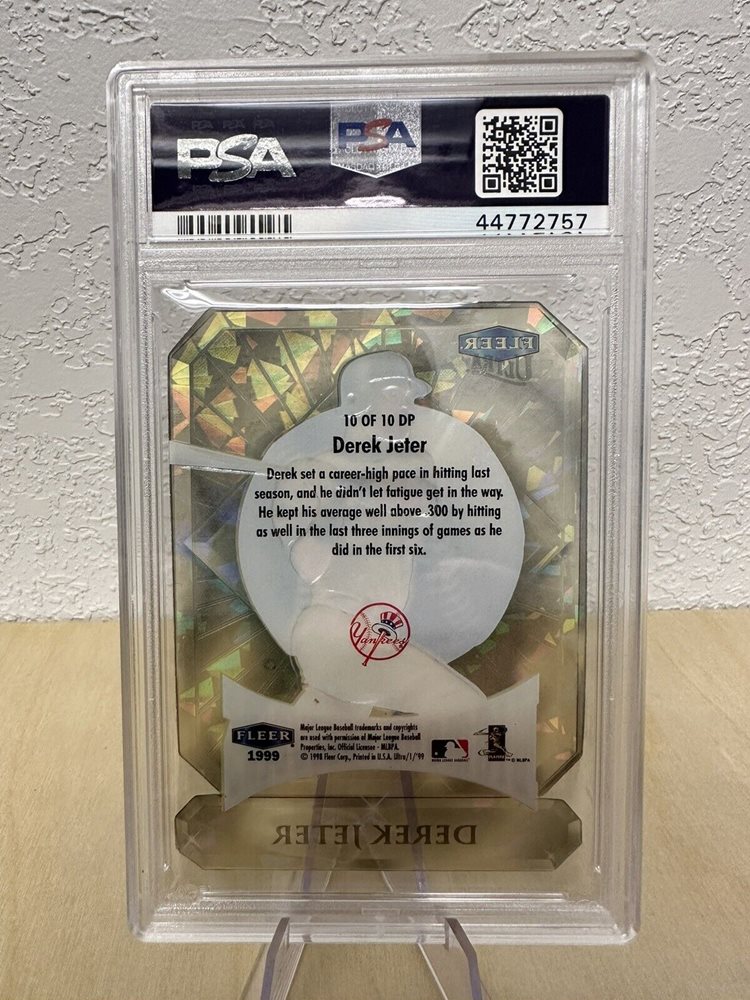 PSA
PSA
44772757
FLEER
ULTRA
10 OF 10 DP
Derek Jeter
Derek set a career-high pace in hitting last
season, and he didn't let fatigue get in the way.
He kept his average well above .300 by hitting
as well in the last three innings of games as he
did in the first six.
Yankees
FLEER
1999
Major League Baseball trademarks and copyrights
are used with permission of Major League Baseball
Properties, Inc. Official Licensee - MLBPA.
© 1998 Fleer Corp., Printed in U.S.A. Ultra/1/'99
© MLBPA
DEREK JETER